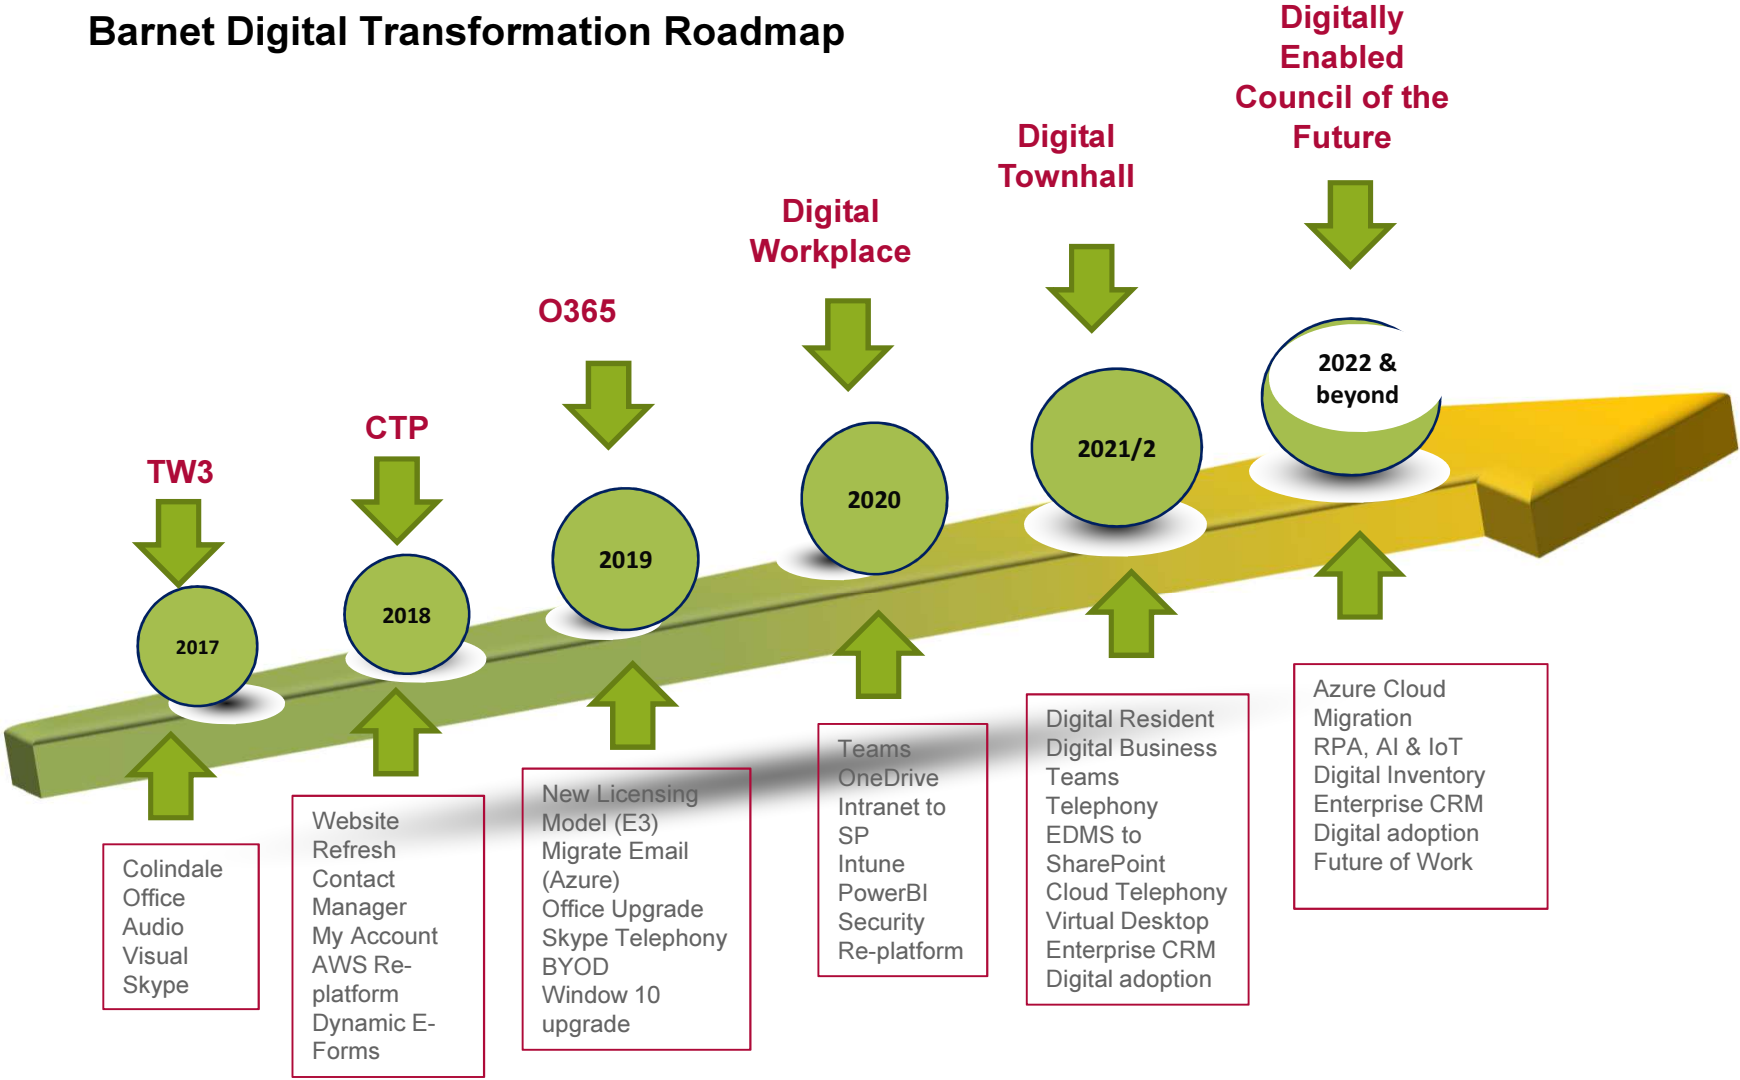 Barnet Digital Transformation Roadmap
TW3
2017
Colindale
Office
Audio
Visual
Skype
CTP
2018
Website
Refresh
Contact
Manager
My Account
AWS Re-
platform
Dynamic E-
Forms
O365
2019
New Licensing
Model (E3)
Migrate Email
(Azure)
Office Upgrade
Skype Telephony
BYOD
Window 10
upgrade
Digital
Workplace
2020
Teams
OneDrive
Intranet to
SP
Intune
PowerBI
Security
Re-platform
Digital
Townhall
2021/2
Digital Resident
Digital Business
Teams
Telephony
EDMS to
SharePoint
Cloud Telephony
Virtual Desktop
Enterprise CRM
Digital adoption
Digitally
Enabled
Council of the
Future
2022 &
beyond
Azure Cloud
Migration
RPA, AI & IoT
Digital Inventory
Enterprise CRM
Digital adoption
Future of Work